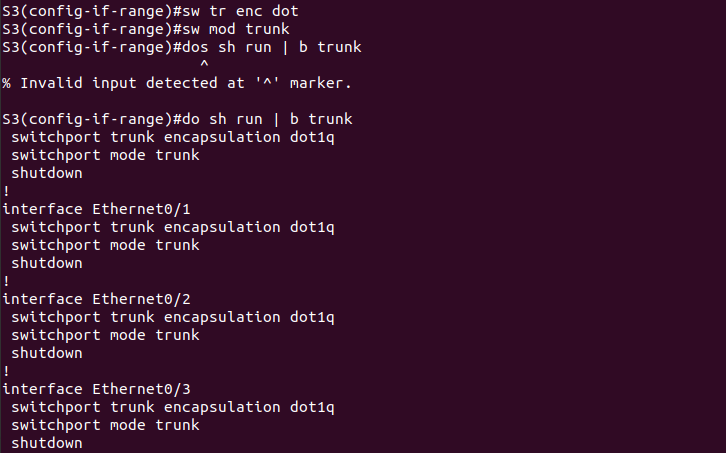 S3(config-if-range)#sw tr enc dot
S3(config-if-range)#sw mod trunk
S3(config-if-range)#dos sh run | b trunk
^
% Invalid input detected at '^' marker.
S3(config-if-range)#do sh run | b trunk
switchport trunk encapsulation dot1q
switchport mode trunk
shutdown
!
interface Ethernet0/1
switchport trunk encapsulation dot1q
switchport mode trunk
shutdown
!
interface Ethernet0/2
switchport trunk encapsulation dot1q
switchport mode trunk
shutdown
!
interface Ethernet0/3
switchport trunk encapsulation dot1q
switchport mode trunk
shutdown